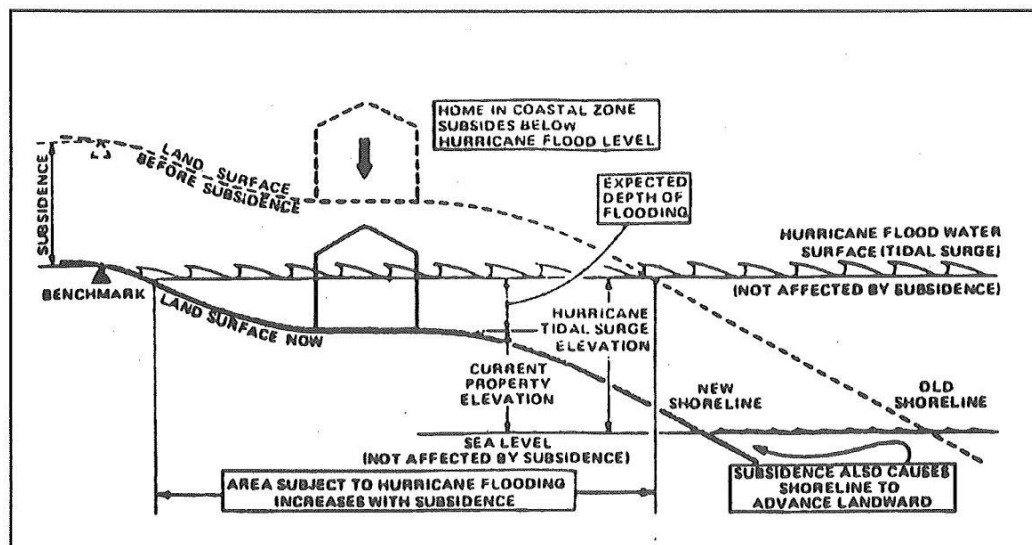 HOME IN COASTAL ZONE
SUBSIDES BELOW
HURRICANE FLOOD LEVEL
SUBSIDENCE
LAND SURFACE
BEFORE SUBSIDENCE
EXPECTED
DEPTH OF
FLOODING
HURRICANE FLOOD WATER
SURFACE (TIDAL SURGE)
(NOT AFFECTED BY SUBSIDENCE)
BENCHMARK
LAND SURFACE NOW
HURRICANE
TIDAL SURGE
ELEVATION
CURRENT
PROPERTY
ELEVATION
NEW
SHORELINE
OLD
SHORELINE
SEA LEVEL
(NOT AFFECTED BY SUBSIDENCE)
AREA SUBJECT TO HURRICANE FLOODING
INCREASES WITH SUBSIDENCE
SUBSIDENCE ALSO CAUSES
SHORELINE TO
ADVANCE LANDWARD